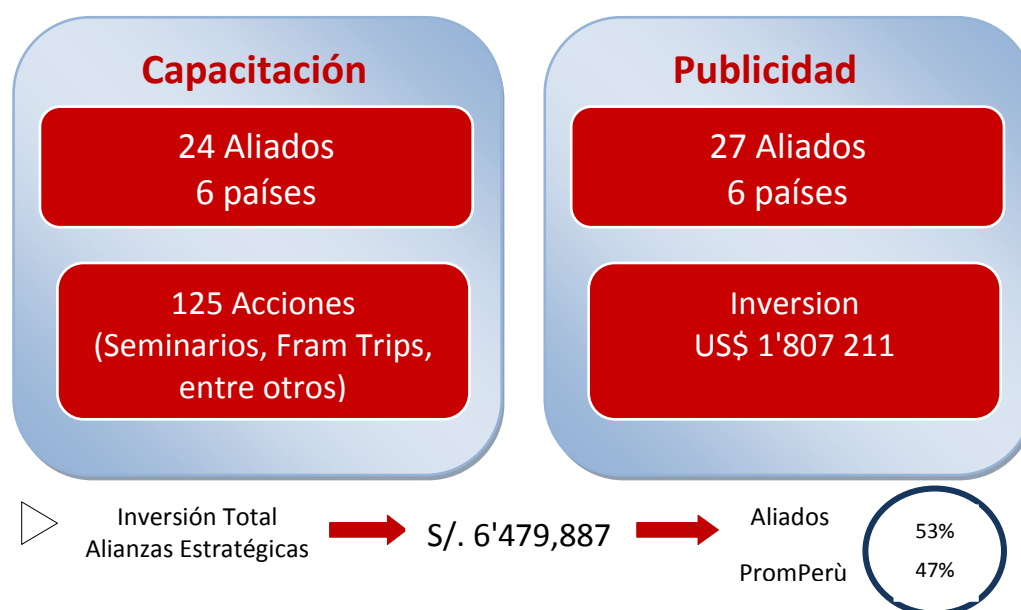 Capacitación
24 Aliados
6 países
125 Acciones
(Seminarios, Fram Trips,
entre otros)
Publicidad
27 Aliados
6 países
Inversion
US$ 1'807 211
Inversión Total
Alianzas Estratégicas
S/. 6'479,887
Aliados
53%
PromPerù
47%